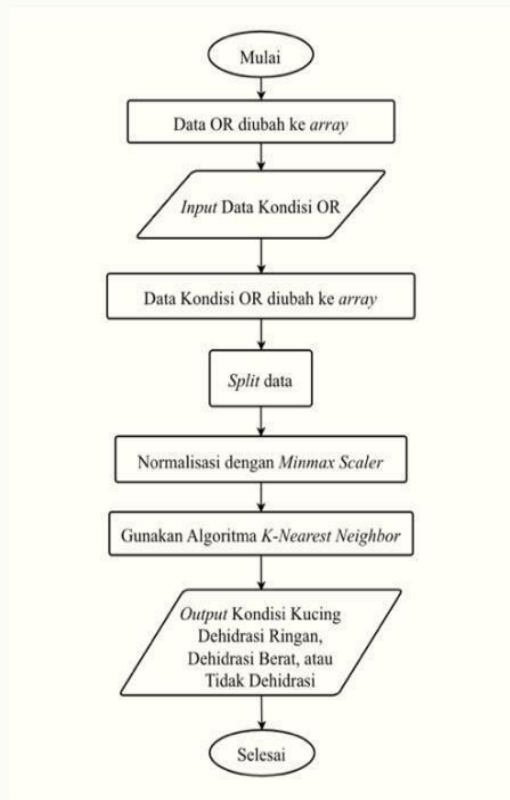 Mulai
Data OR diubah ke array
Input Data Kondisi OR
Data Kondisi OR diubah ke array
Split data
Normalisasi dengan Minmax Scaler
Gunakan Algoritma K-Nearest Neighbor
Output Kondisi Kucing
Dehidrasi Ringan,
Dehidrasi Berat, atau
Tidak Dehidrasi
Selesai